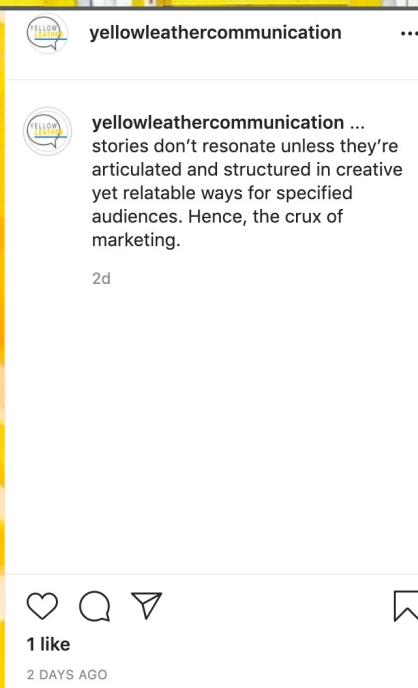 YELLOW
LEATHER
yellowleathercommunication
YELLOW
LEATHER
yellowleathercommunication ...
stories don’t resonate unless they’re
articulated and structured in creative
yet relatable ways for specified
audiences. Hence, the crux of
marketing.
2d
1 like
2 DAYS AGO